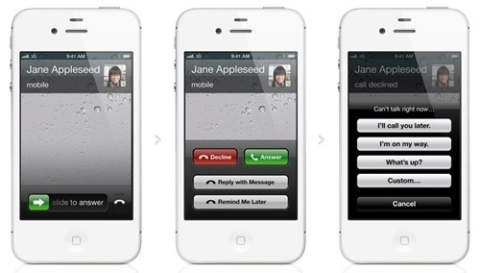 9:41 AM
Jane Appleseed
mobile
slide to answer
9:41 AM
Jane Appleseed
mobile
Decline
Answer
Reply with Message
Remind Me Later
9:41 AM
Jane Appleseed
call declined
Can't talk right now...
I'll call you later.
I'm on my way.
What's up?
Custom...
Cancel